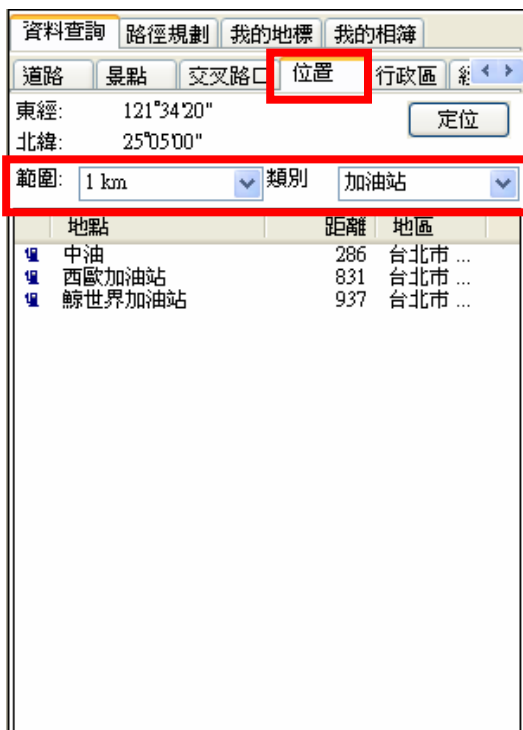 資料查詢 路徑規劃 我的地標 我的相簿
道路 景點 交叉路口 位置 行政區
東經: 121°34'20"
北緯: 25°05'00" 定位
範圍: 1 km 類別 加油站
地點 距離 地區
中油 286 台北市 ...
西歐加油站 831 台北市 ...
鯨世界加油站 937 台北市 ...